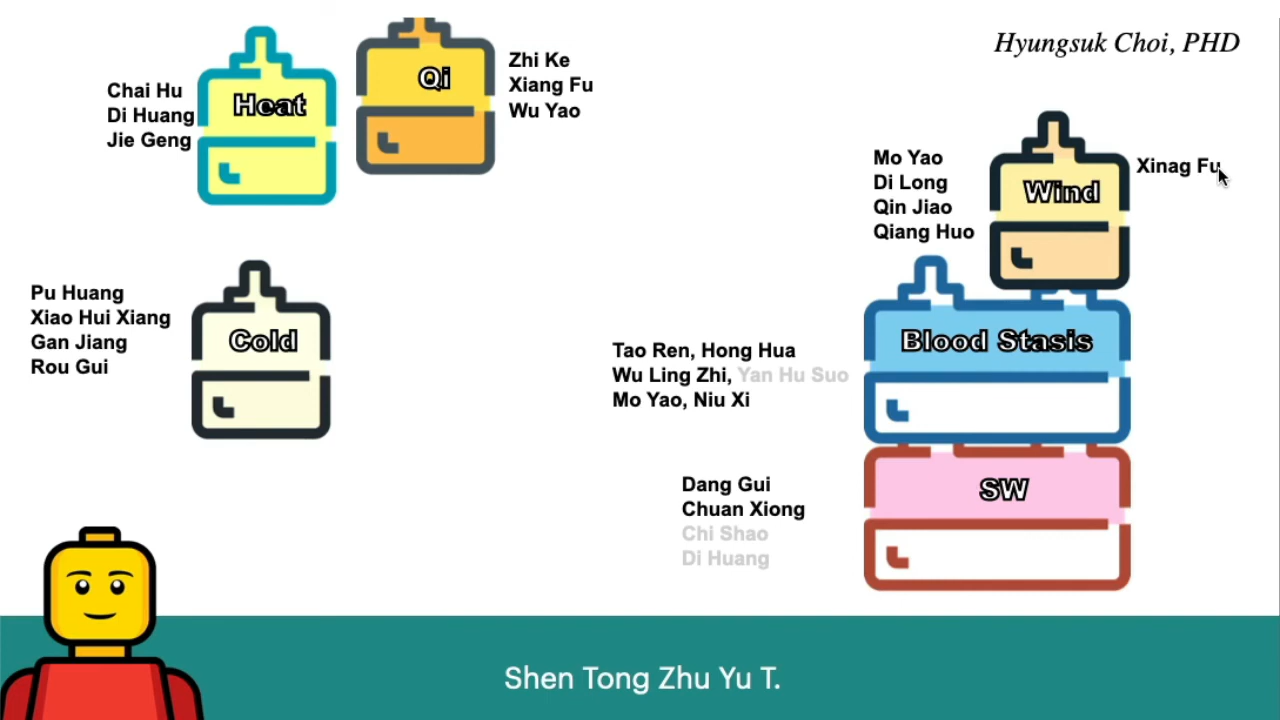 Hyungsuk Choi, PHD
Chai Hu
Di Huang
Jie Geng
Heat
Qi
Zhi Ke
Xiang Fu
Wu Yao
Mo Yao
Di Long
Qin Jiao
Qiang Huo
Wind
Xinag Fu
Pu Huang
Xiao Hui Xiang
Gan Jiang
Rou Gui
Cold
Tao Ren, Hong Hua
Wu Ling Zhi, Yan Hu Suo
Mo Yao, Niu Xi
Blood Stasis
Dang Gui
Chuan Xiong
Chi Shao
Di Huang
SW
Shen Tong Zhu Yu T.